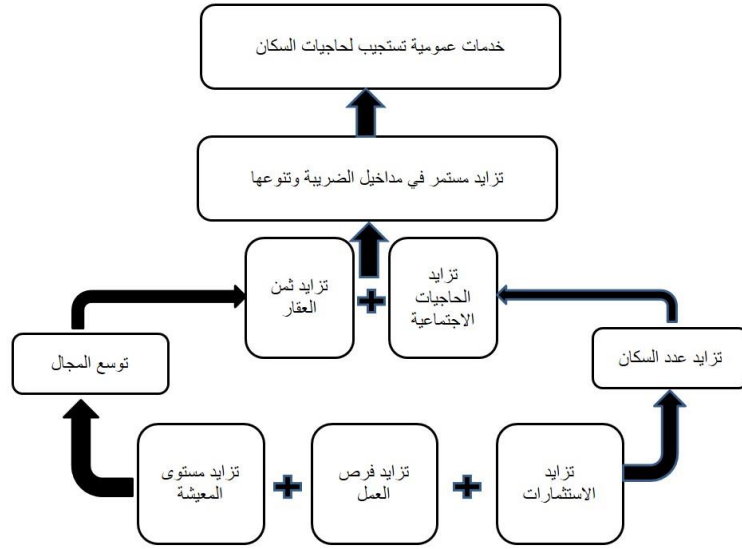 خدمات عمومية تستجيب لحاجيات السكان
تزايد مستمر في مداخيل الضريبة وتنوعها
تزايد
الحاجيات
الاجتماعية
تزايد ثمن
العقار
تزايد عدد السكان
توسع المجال
تزايد
الاستثمارات
تزايد فرص
العمل
تزايد مستوى
المعيشة